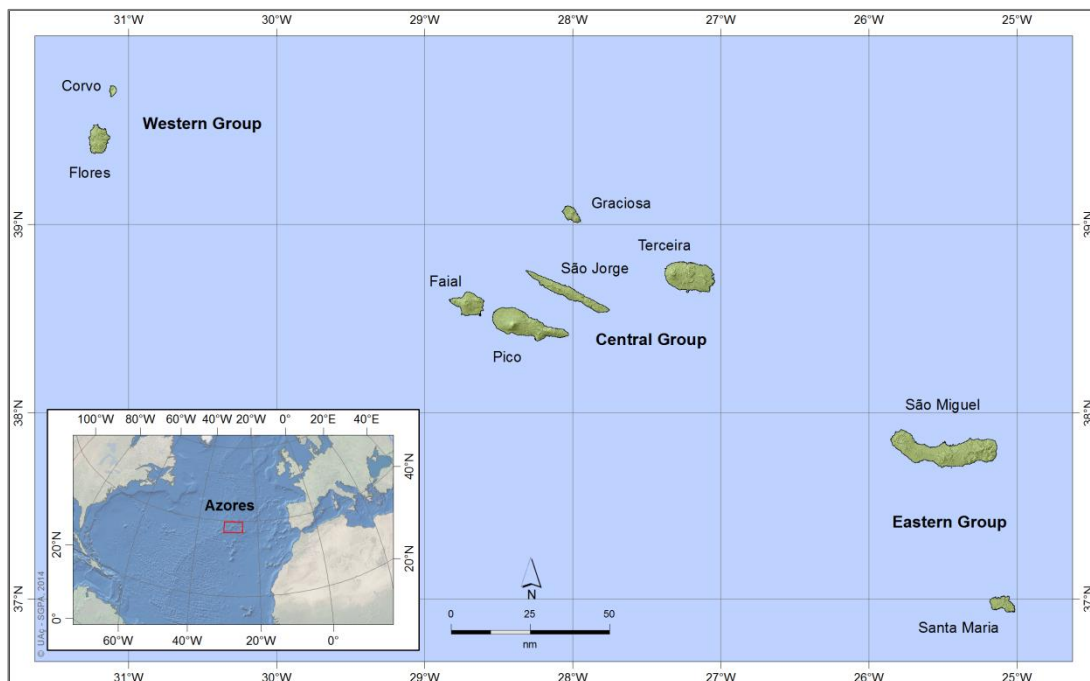 31°W 30°W 29°W 28°W 27°W 26°W 25°W
Corvo
Western Group
Flores
Graciosa
39°N 39°N
Terceira
São Jorge
Faial
Central Group
Pico
38°N 38°N
São Miguel
Eastern Group
37°N 37°N
Santa Maria
100°W 80°W 60°W 40°W 20°W 0° 20°E 40°E
40°N
Azores
20°N 20°N
0°
60°W 40°W 20°W 0°
© UAç - SGPA, 2014
N
0 25 50
nm
31°W 30°W 29°W 28°W 27°W 26°W 25°W